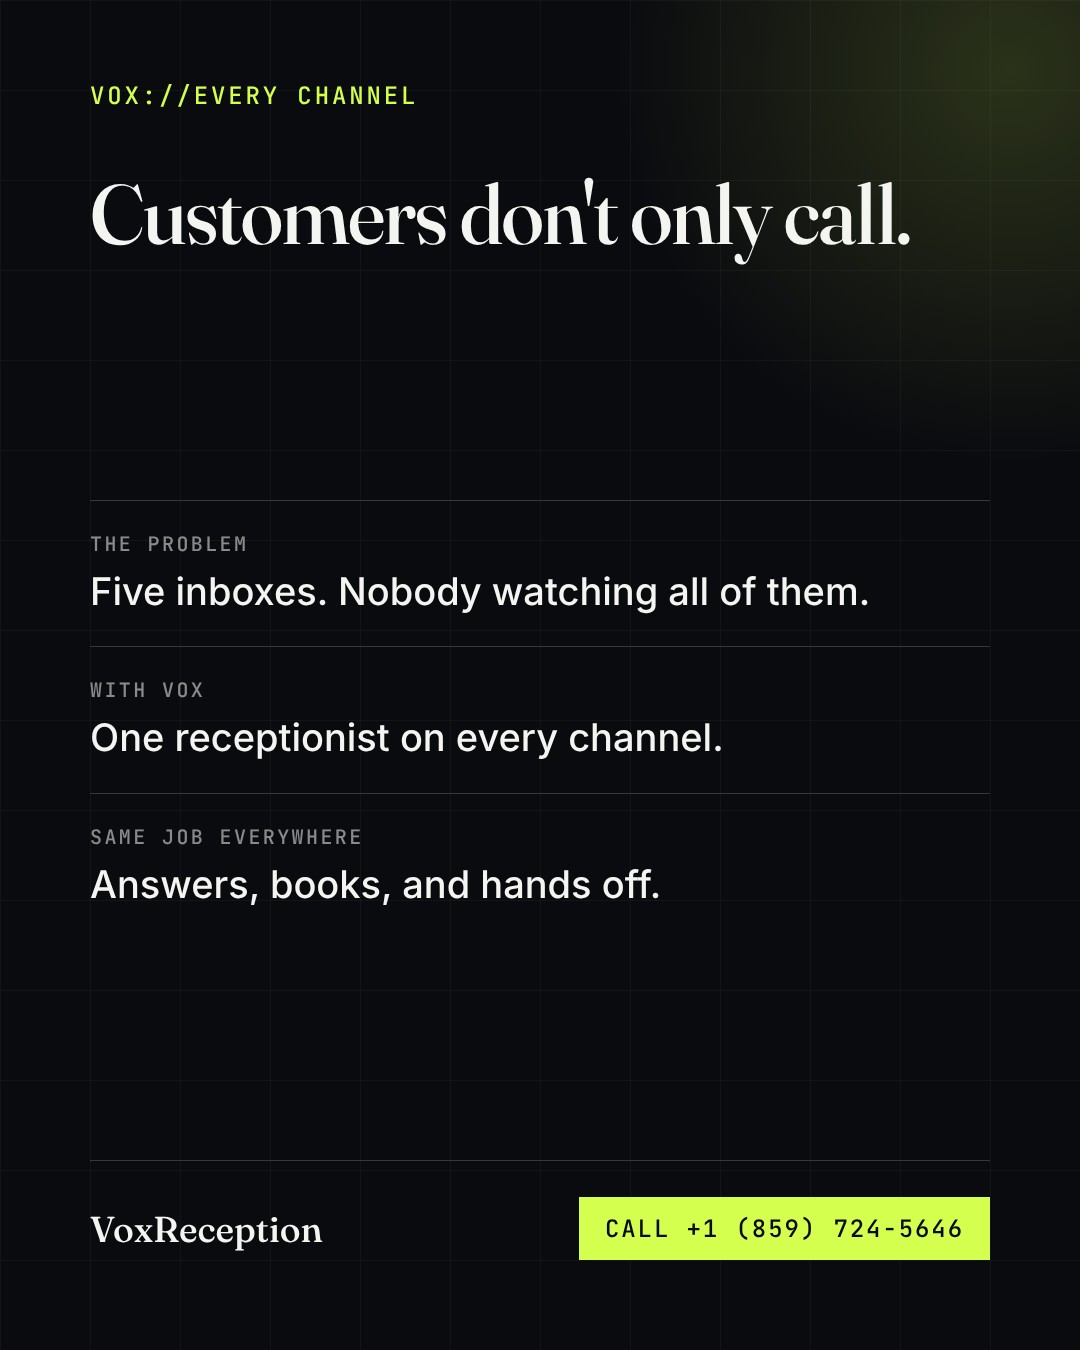 VOX://EVERY CHANNEL
Customers don't only call.
THE PROBLEM
Five inboxes. Nobody watching all of them.
WITH VOX
One receptionist on every channel.
SAME JOB EVERYWHERE
Answers, books, and hands off.
VoxReception
CALL +1 (859) 724-5646